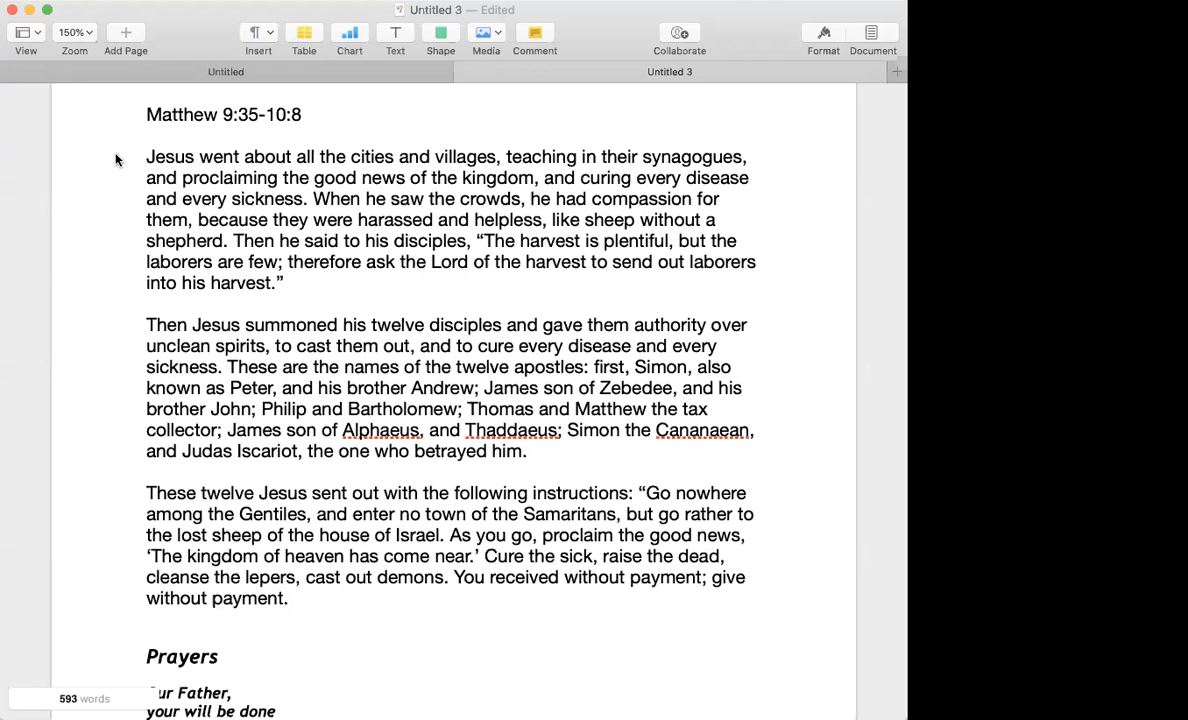 Untitled 3 — Edited
150%
View Zoom Add Page Insert Table Chart Text Shape Media Comment Collaborate Format Document
Untitled Untitled 3
Matthew 9:35-10:8
Jesus went about all the cities and villages, teaching in their synagogues,
and proclaiming the good news of the kingdom, and curing every disease
and every sickness. When he saw the crowds, he had compassion for
them, because they were harassed and helpless, like sheep without a
shepherd. Then he said to his disciples, “The harvest is plentiful, but the
laborers are few; therefore ask the Lord of the harvest to send out laborers
into his harvest.”
Then Jesus summoned his twelve disciples and gave them authority over
unclean spirits, to cast them out, and to cure every disease and every
sickness. These are the names of the twelve apostles: first, Simon, also
known as Peter, and his brother Andrew; James son of Zebedee, and his
brother John; Philip and Bartholomew; Thomas and Matthew the tax
collector; James son of Alphaeus, and Thaddaeus; Simon the Cananaean,
and Judas Iscariot, the one who betrayed him.
These twelve Jesus sent out with the following instructions: “Go nowhere
among the Gentiles, and enter no town of the Samaritans, but go rather to
the lost sheep of the house of Israel. As you go, proclaim the good news,
‘The kingdom of heaven has come near.’ Cure the sick, raise the dead,
cleanse the lepers, cast out demons. You received without payment; give
without payment.
Prayers
ur Father,
your will be done
593 words